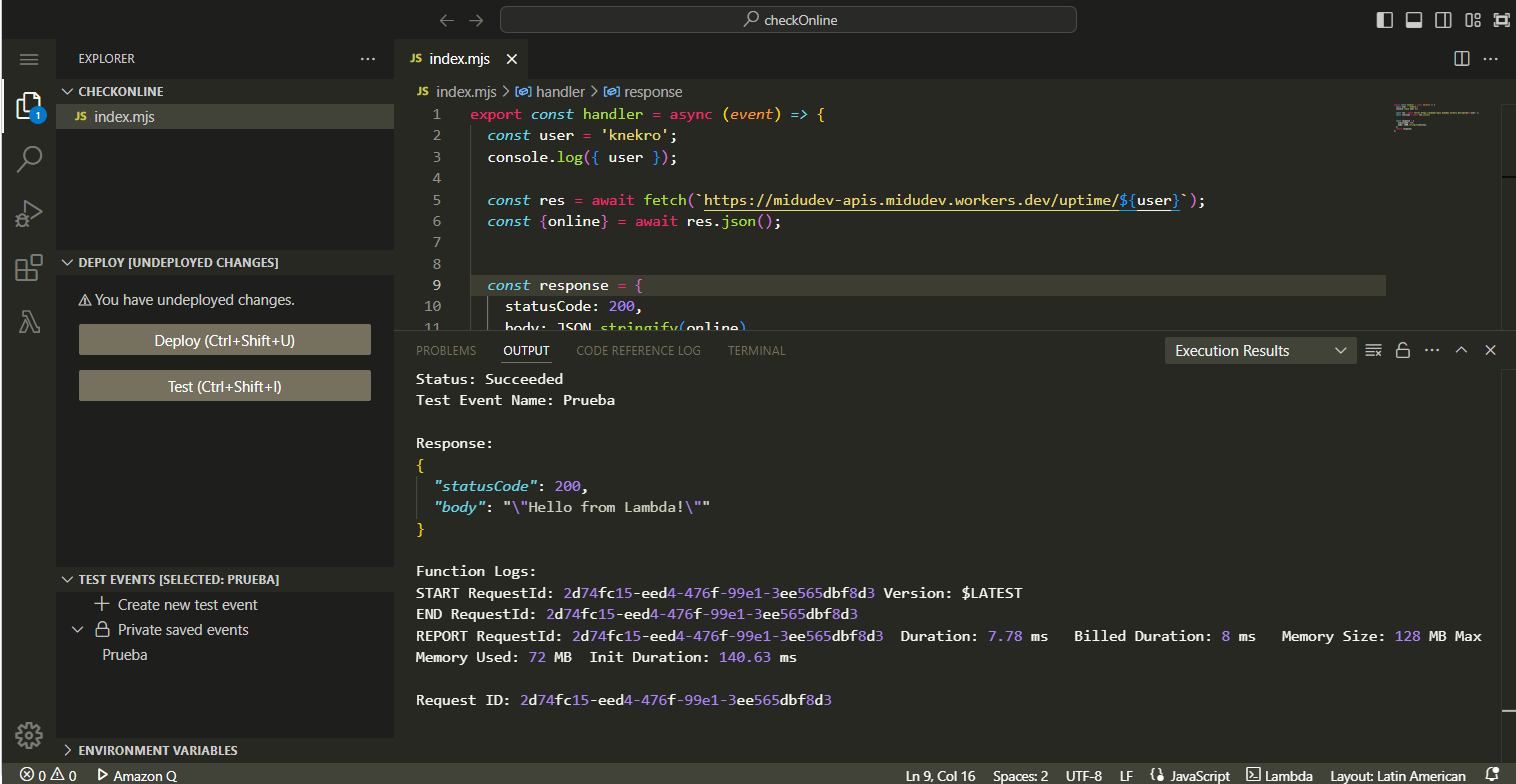 checkOnline
EXPLORER
CHECKONLINE
JS index.mjs
1
DEPLOY [UNDEPLOYED CHANGES]
You have undeployed changes.
Deploy (Ctrl+Shift+U)
Test (Ctrl+Shift+I)
TEST EVENTS [SELECTED: PRUEBA]
Create new test event
Private saved events
Prueba
ENVIRONMENT VARIABLES
JS index.mjs
JS index.mjs > handler > response
1 export const handler = async (event) => {
2 const user = 'knekro';
3 console.log({ user });
4
5 const res = await fetch(`https://midudev-apis.midudev.workers.dev/uptime/${user}`);
6 const {online} = await res.json();
7
8
9 const response = {
10 statusCode: 200,
11 body: JSON.stringify(online)
PROBLEMS OUTPUT CODE REFERENCE LOG TERMINAL
Execution Results
Status: Succeeded
Test Event Name: Prueba
Response:
{
"statusCode": 200,
"body": "\"Hello from Lambda!\""
}
Function Logs:
START RequestId: 2d74fc15-eed4-476f-99e1-3ee565dbf8d3 Version: $LATEST
END RequestId: 2d74fc15-eed4-476f-99e1-3ee565dbf8d3
REPORT RequestId: 2d74fc15-eed4-476f-99e1-3ee565dbf8d3 Duration: 7.78 ms Billed Duration: 8 ms Memory Size: 128 MB Max
Memory Used: 72 MB Init Duration: 140.63 ms
Request ID: 2d74fc15-eed4-476f-99e1-3ee565dbf8d3
0 0 Amazon Q Ln 9, Col 16 Spaces: 2 UTF-8 LF JavaScript Lambda Layout: Latin American